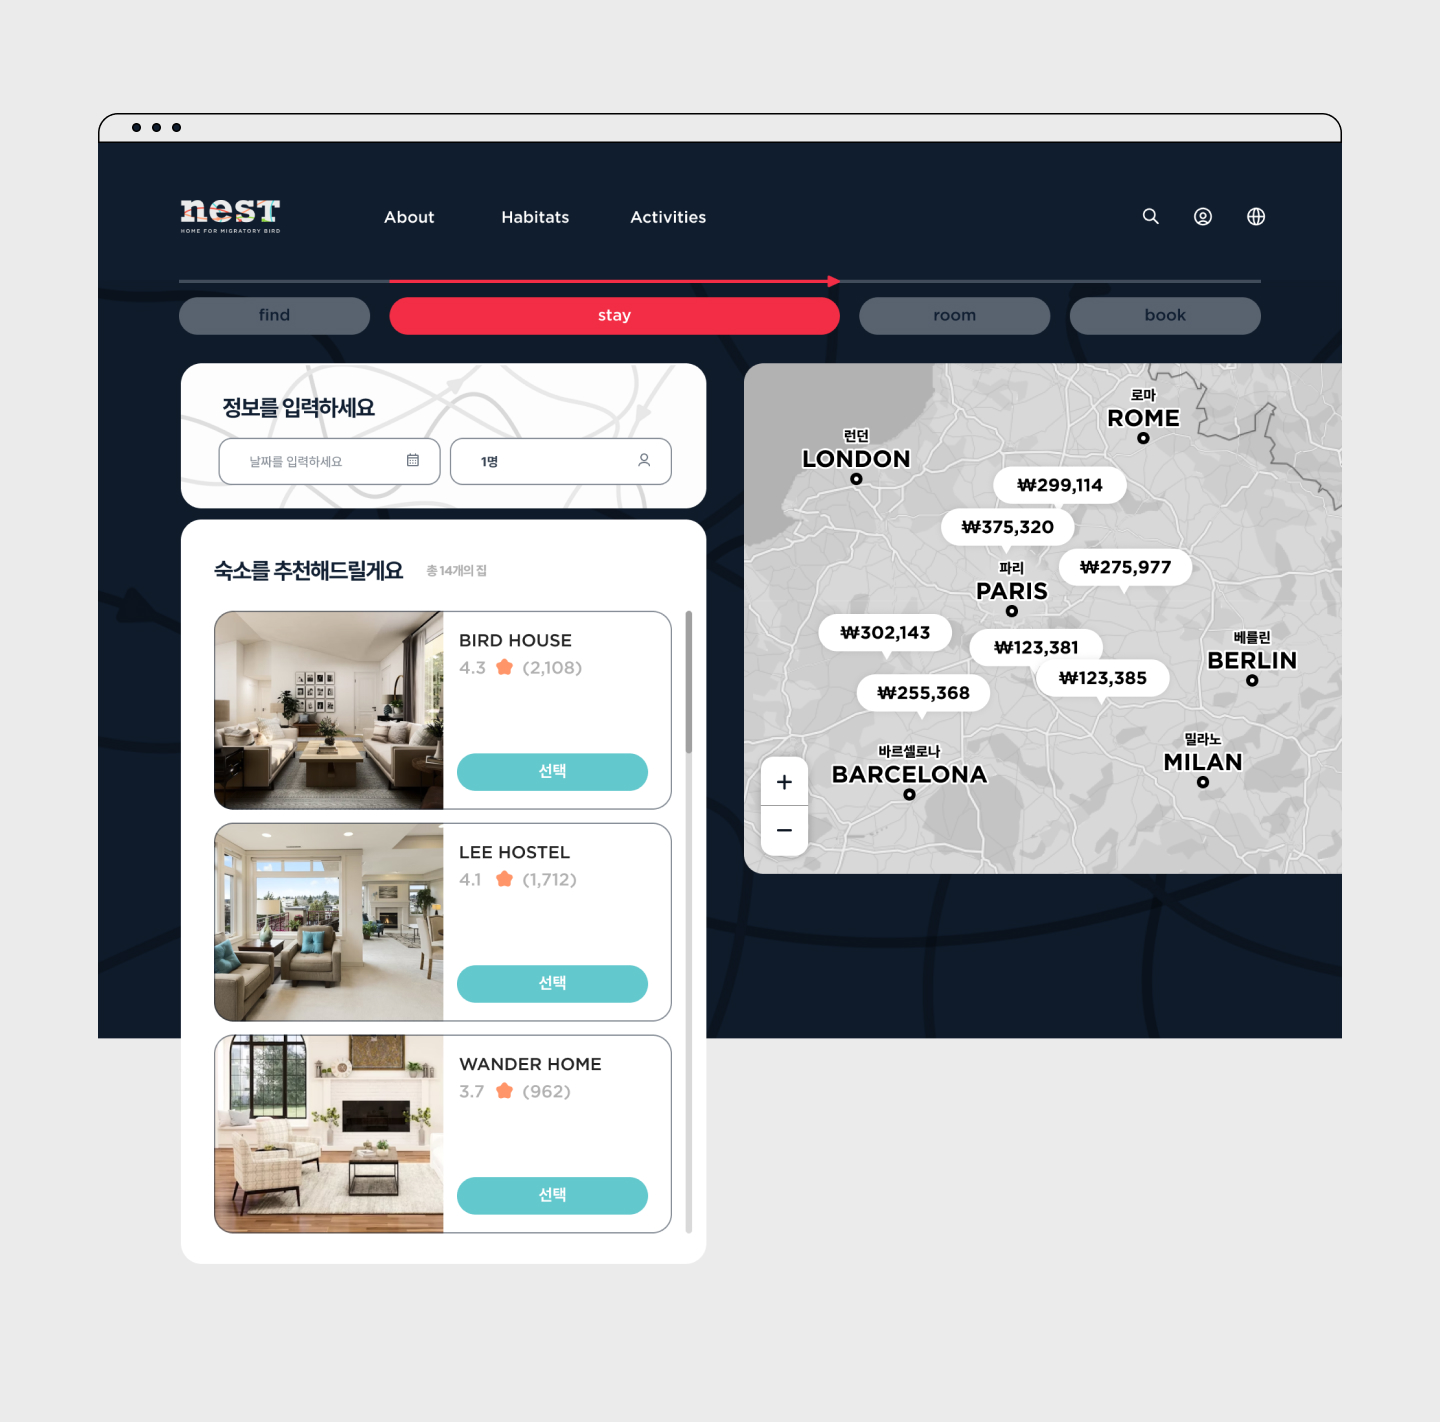 nest
HOME FOR MIGRATORY BIRD
About
Habitats
Activities
find
stay
room
book
정보를 입력하세요
날짜를 입력하세요
1명
숙소를 추천해드릴게요
총 14개의 집
BIRD HOUSE
4.3 (2,108)
선택
LEE HOSTEL
4.1 (1,712)
선택
WANDER HOME
3.7 (962)
선택
로마
ROME
런던
LONDON
₩299,114
₩375,320
파리
PARIS
₩275,977
₩302,143
₩123,381
베를린
BERLIN
₩123,385
₩255,368
밀라노
MILAN
바르셀로나
BARCELONA
+
−